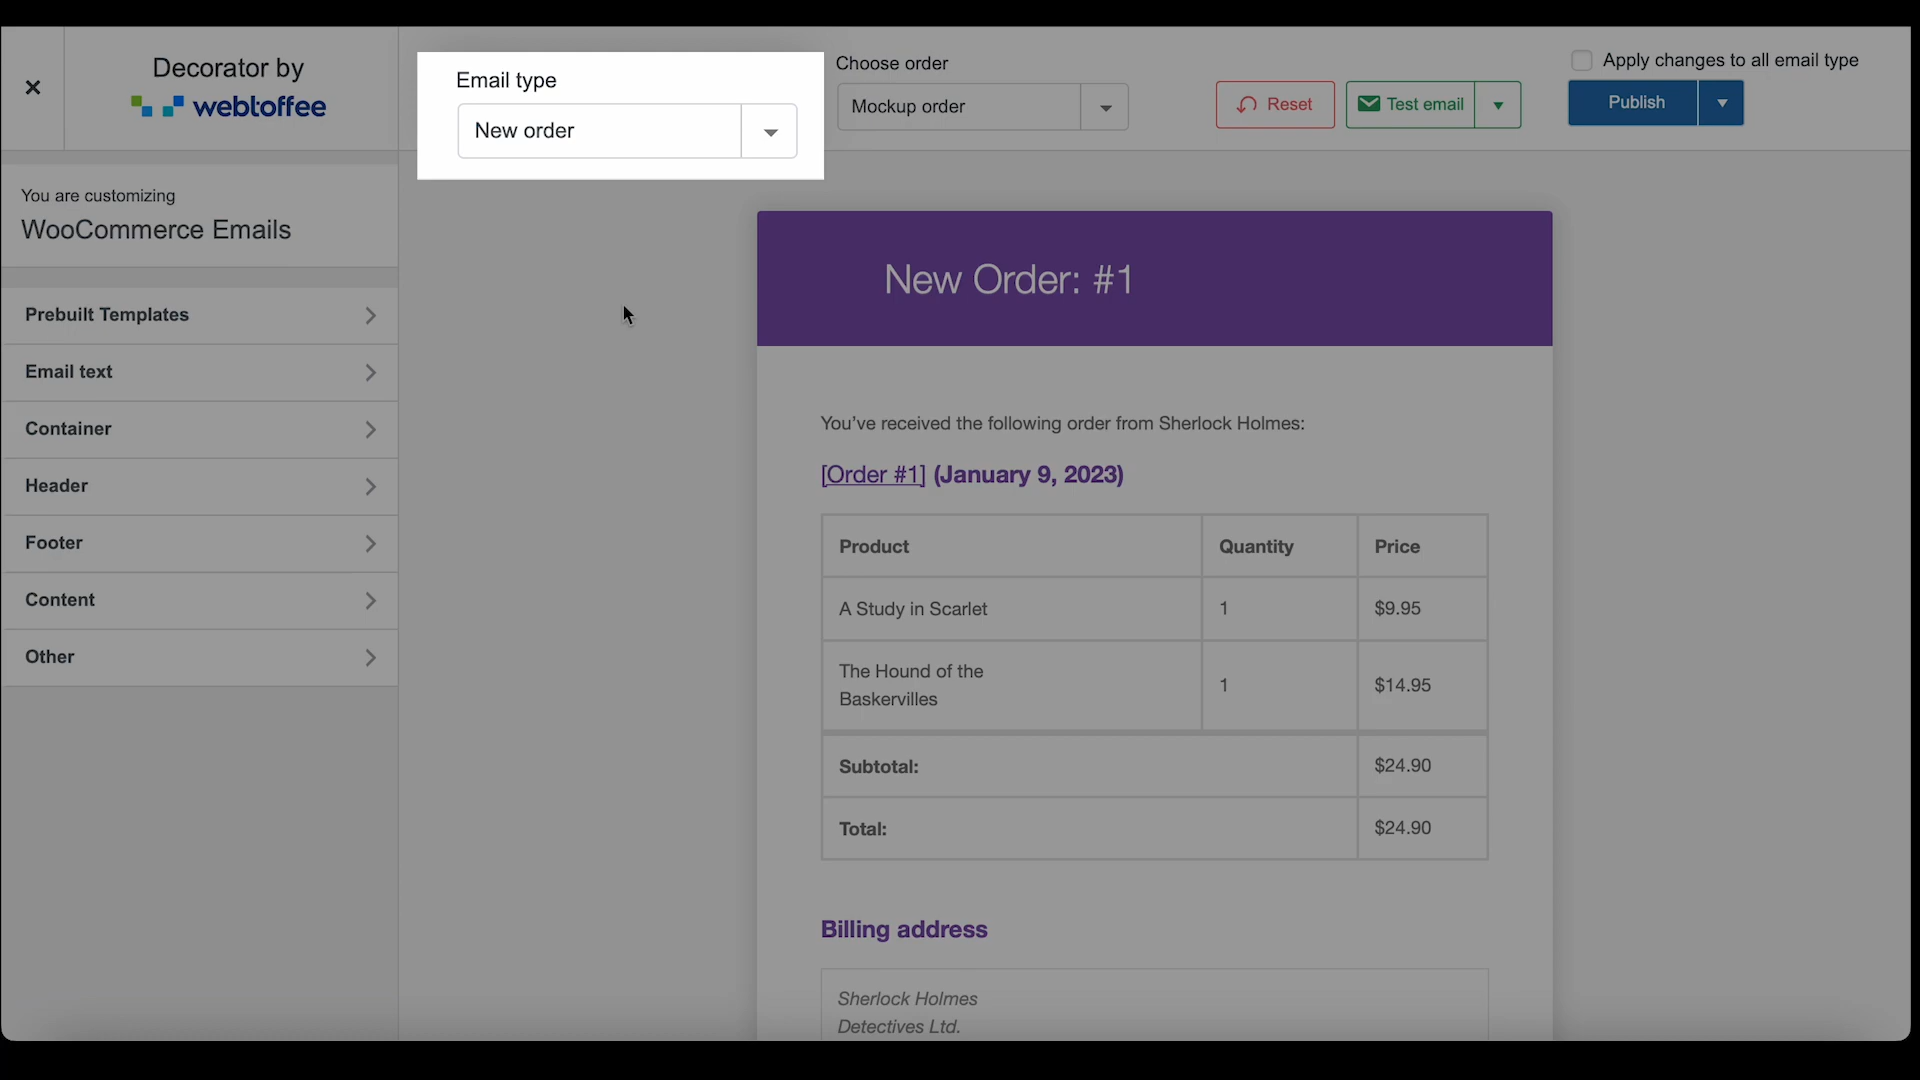 Decorator by
webtoffee
Email type
New order
Choose order
Mockup order
Reset
Test email
Apply changes to all email type
Publish
You are customizing
WooCommerce Emails
Prebuilt Templates
Email text
Container
Header
Footer
Content
Other
New Order: #1
You've received the following order from Sherlock Holmes:
[Order #1] (January 9, 2023)
Product Quantity Price
A Study in Scarlet 1 $9.95
The Hound of the
Baskervilles 1 $14.95
Subtotal: $24.90
Total: $24.90
Billing address
Sherlock Holmes
Detectives Ltd.